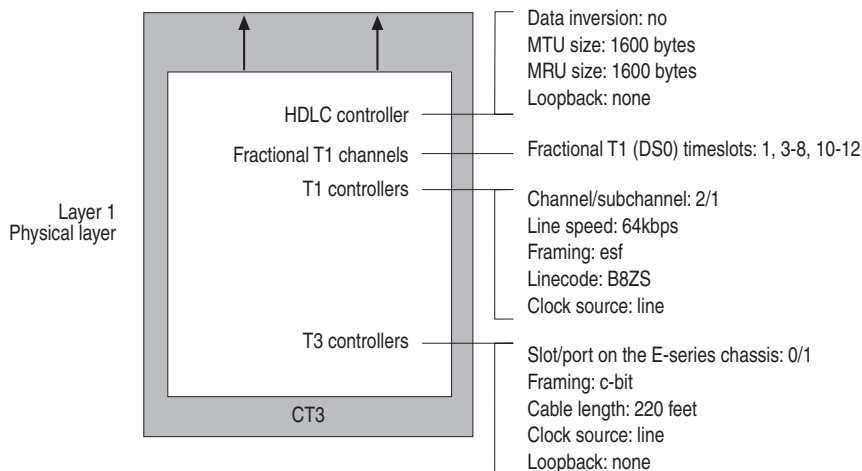 Layer 1
Physical layer
HDLC controller
Fractional T1 channels
T1 controllers
T3 controllers
CT3
Data inversion: no
MTU size: 1600 bytes
MRU size: 1600 bytes
Loopback: none
Fractional T1 (DS0) timeslots: 1, 3-8, 10-12
Channel/subchannel: 2/1
Line speed: 64kbps
Framing: esf
Linecode: B8ZS
Clock source: line
Slot/port on the E-series chassis: 0/1
Framing: c-bit
Cable length: 220 feet
Clock source: line
Loopback: none